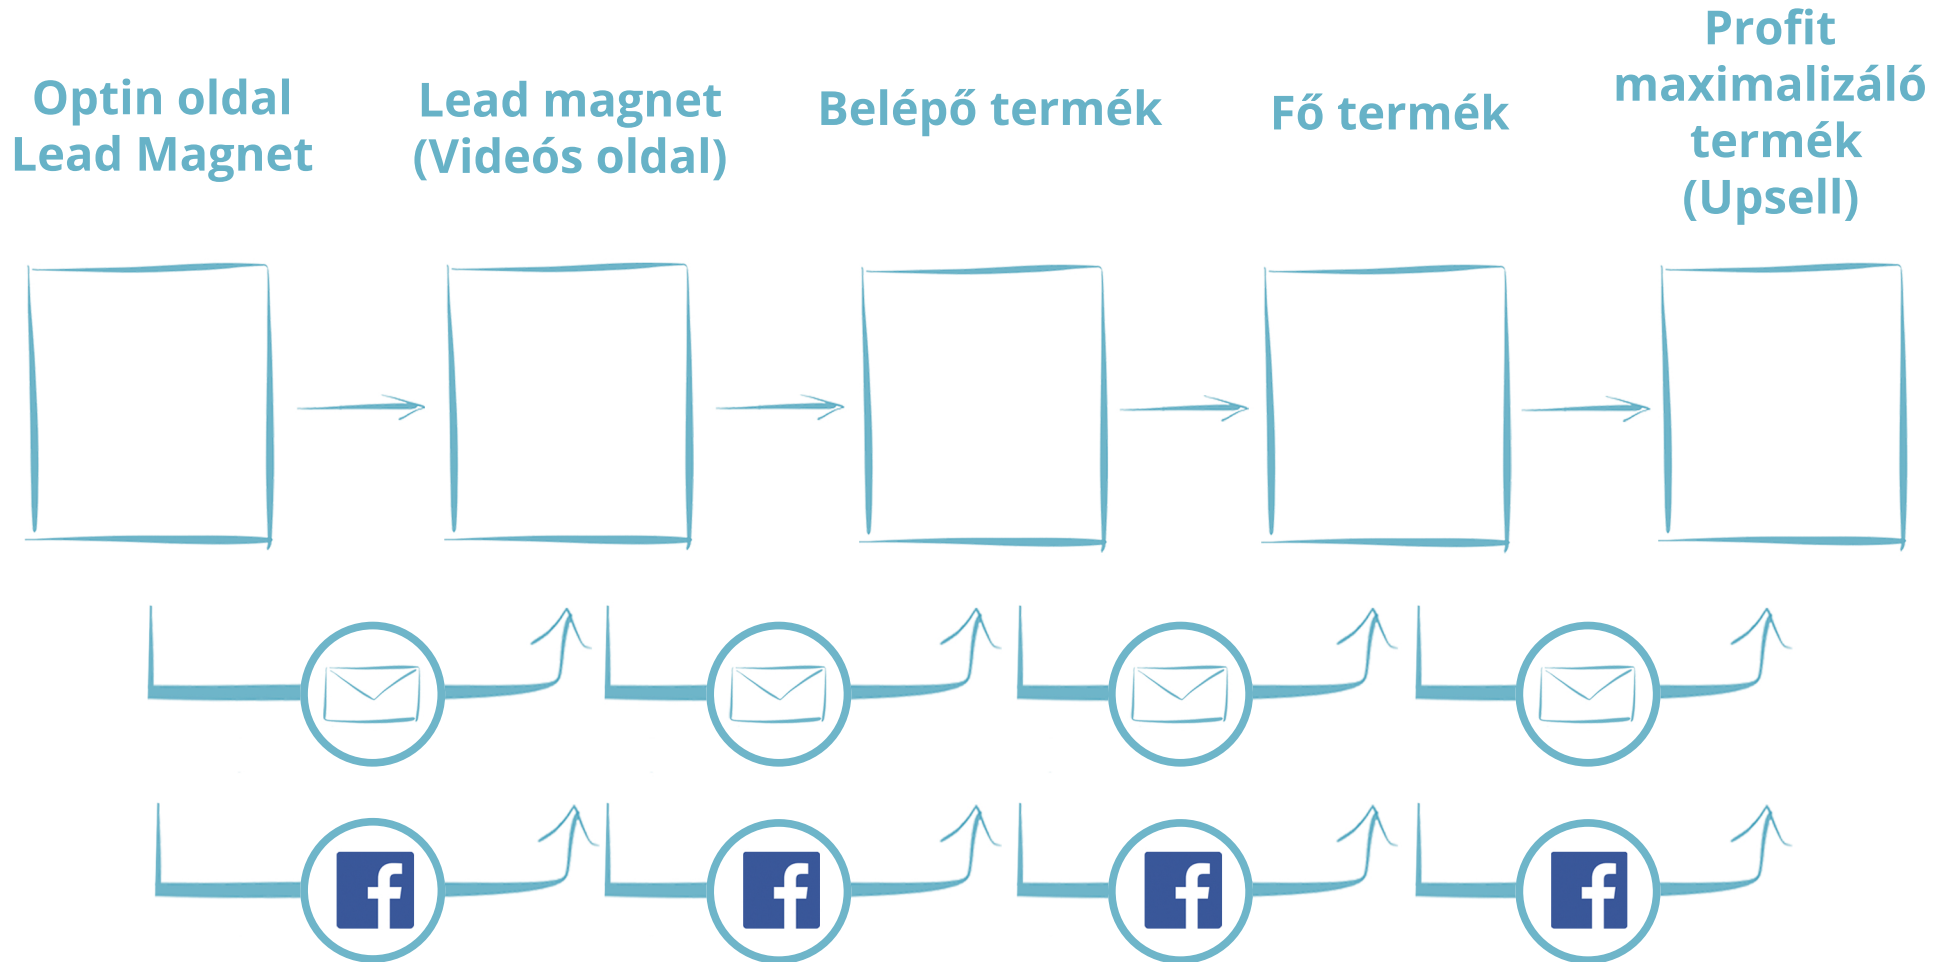 Optin oldal
Lead Magnet
Lead magnet
(Videós oldal)
Belépő termék
Fő termék
Profit
maximalizáló
termék
(Upsell)